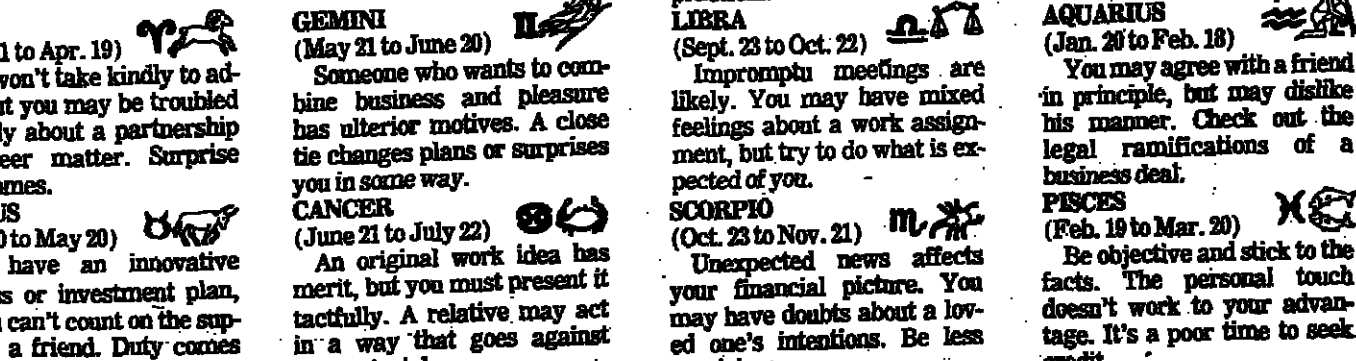 1 to Apr. 19)
won't take kindly to ad-
ut you may be troubled
ly about a partnership
eer matter. Surprise
mes.
US
0 to May 20)
have an innovative
ss or investment plan,
u can't count on the sup-
a friend. Duty comes
GEMINI
(May 21 to June 20)
Someone who wants to com-
bine business and pleasure
has ulterior motives. A close
tie changes plans or surprises
you in some way.
CANCER
(June 21 to July 22)
An original work idea has
merit, but you must present it
tactfully. A relative may act
in a way that goes against
LIBRA
(Sept. 23 to Oct. 22)
Impromptu meetings are
likely. You may have mixed
feelings about a work assign-
ment, but try to do what is ex-
pected of you.
SCORPIO
(Oct. 23 to Nov. 21)
Unexpected news affects
your financial picture. You
may have doubts about a lov-
ed one's intentions. Be less
AQUARIUS
(Jan. 20 to Feb. 18)
You may agree with a friend
in principle, but may dislike
his manner. Check out the
legal ramifications of a
business deal.
PISCES
(Feb. 19 to Mar. 20)
Be objective and stick to the
facts. The personal touch
doesn't work to your advan-
tage. It's a poor time to seek